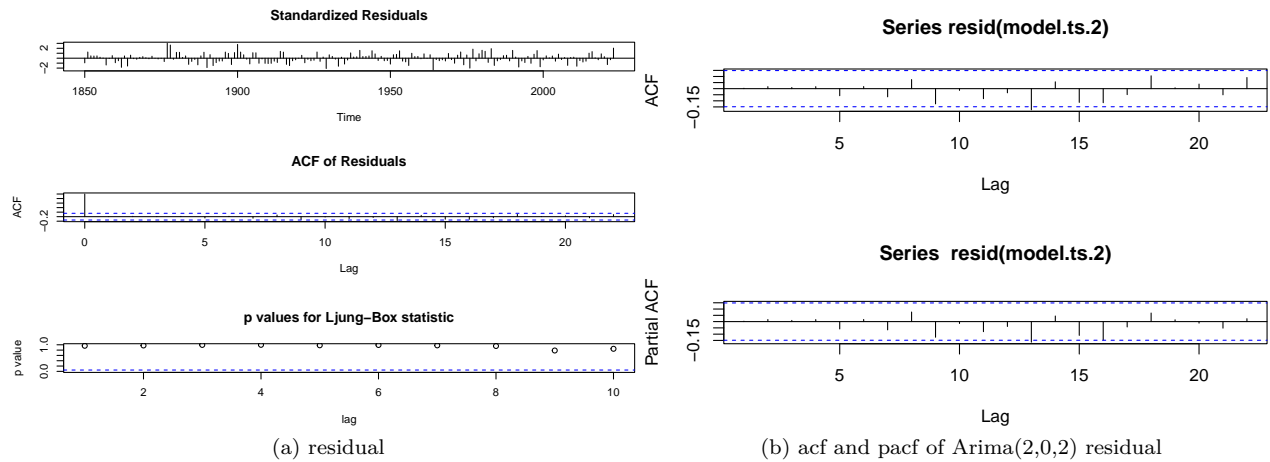 Standardized Residuals
2
−2
1850 1900 1950 2000
Time
ACF of Residuals
ACF
−0.2
0 5 10 15 20
Lag
p values for Ljung−Box statistic
p value
1.0
0.0
2 4 6 8 10
lag
(a) residual
Series resid(model.ts.2)
ACF
−0.15
5 10 15 20
Lag
Series resid(model.ts.2)
Partial ACF
−0.15
5 10 15 20
Lag
(b) acf and pacf of Arima(2,0,2) residual